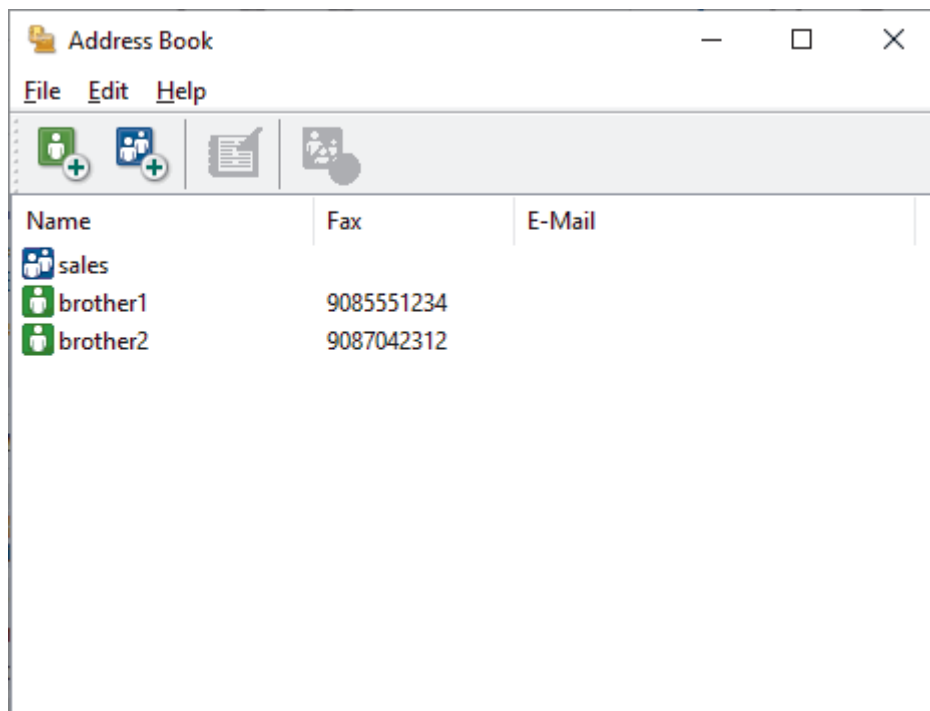 Address Book
File Edit Help
Name Fax E-Mail
sales
brother1 9085551234
brother2 9087042312